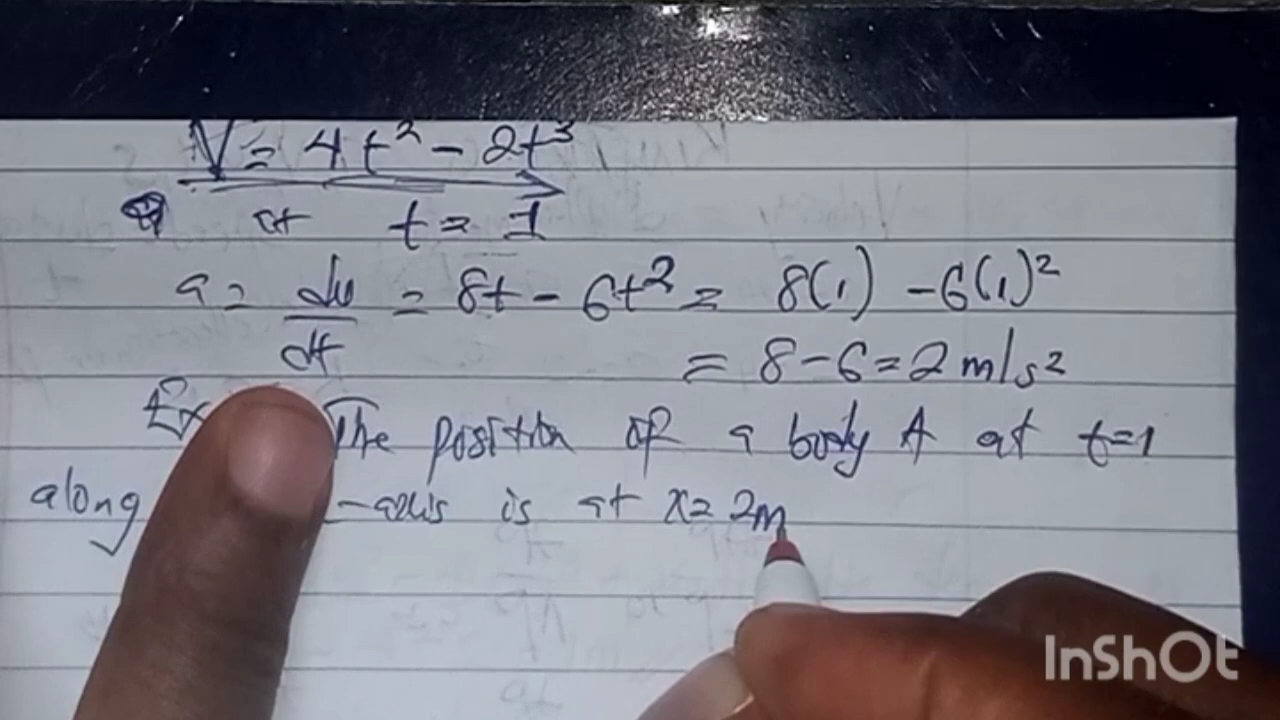 V = 4t² - 2t³
at t = 1
a = dv/dt = 8t - 6t² = 8(1) - 6(1)²
= 8 - 6 = 2 m/s²
Ex The position of a body A at t=1
along -axis is at x = 2m
InShOt